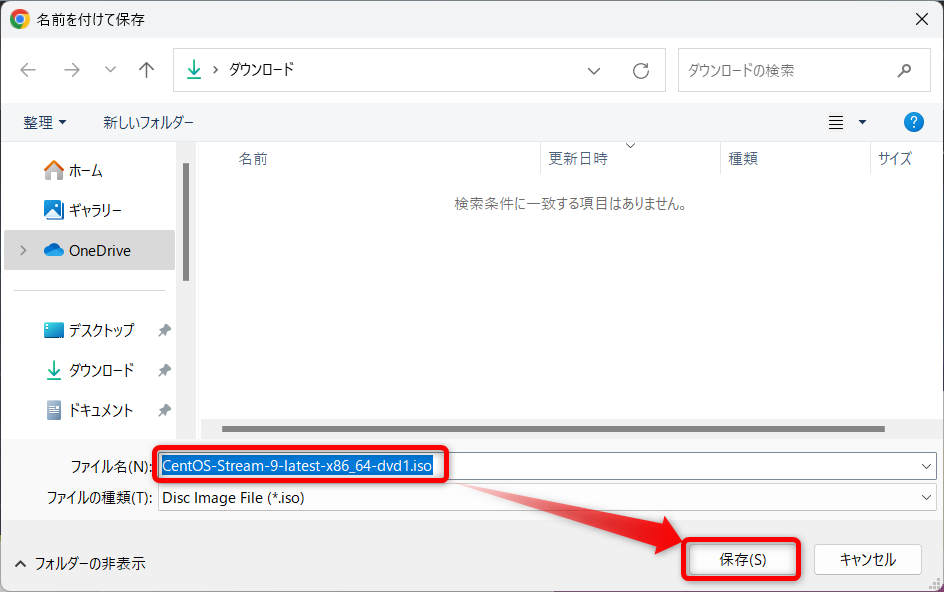 名前を付けて保存
ダウンロード
ダウンロードの検索
整理
新しいフォルダー
?
名前
更新日時
種類
サイズ
検索条件に一致する項目はありません。
ホーム
ギャラリー
OneDrive
デスクトップ
ダウンロード
ドキュメント
ファイル名(N):
CentOS-Stream-9-latest-x86_64-dvd1.iso
ファイルの種類(T):
Disc Image File (*.iso)
フォルダーの非表示
保存(S)
キャンセル